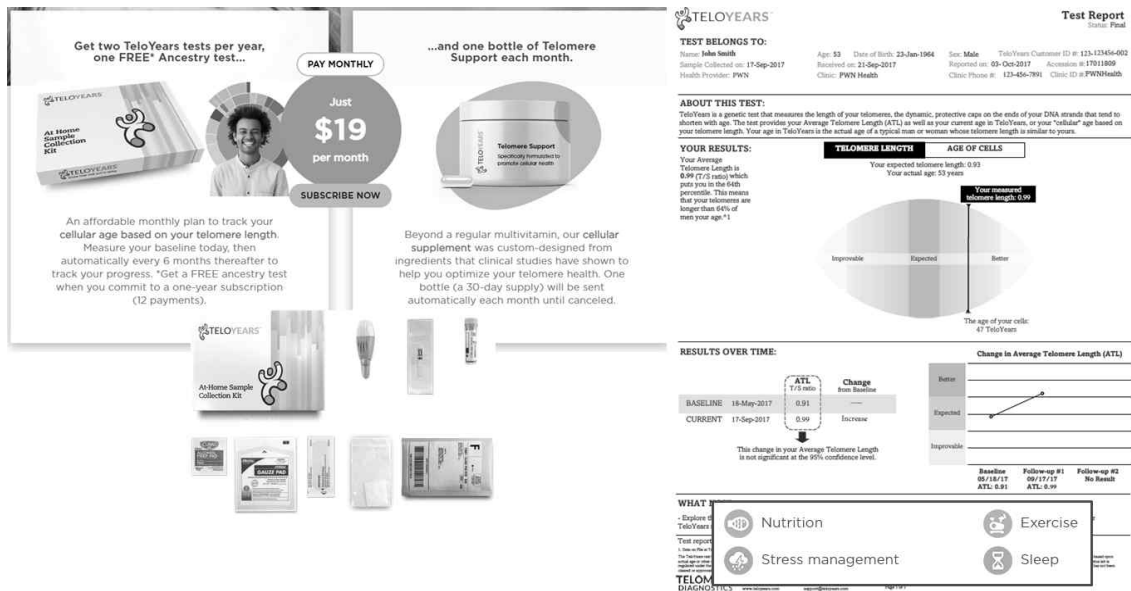 Get two TeloYears tests per year,
one FREE* Ancestry test...
TELOYEARS
At Home
Sample
Collection
Kit
TELOYEARS
PAY MONTHLY
Just
$19
per month
SUBSCRIBE NOW
...and one bottle of Telomere
Support each month.
TELOYEARS
Telomere Support
Specifically Formulated to
promote cellular health
An affordable monthly plan to track your
cellular age based on your telomere length.
Measure your baseline today, then
automatically every 6 months thereafter to
track your progress. *Get a FREE ancestry test
when you commit to a one-year subscription
(12 payments).
Beyond a regular multivitamin, our cellular
supplement was custom-designed from
ingredients that clinical studies have shown to
help you optimize your telomere health. One
bottle (a 30-day supply) will be sent
automatically each month until canceled.
TELOYEARS
At-Home Sample
Collection Kit
GAUZE PAD
TELOYEARS
Test Report
Status: Final
TEST BELONGS TO:
Name: John Smith Age: 53 Date of Birth: 23-Jan-1964 Sex: Male TeloYears Customer ID #: 123-123456-002
Sample Collected on: 17-Sep-2017 Received on: 21-Sep-2017 Reported on: 03-Oct-2017 Accession #: 17011809
Health Provider: PWN Clinic: PWN Health Clinic Phone #: 123-456-7891 Clinic ID #: PWNHealth
ABOUT THIS TEST:
TeloYears is a genetic test that measures the length of your telomeres, the dynamic, protective caps on the ends of your DNA strands that tend to
shorten with age. The test provides your Average Telomere Length (ATL) as well as your current age in TeloYears, or your "cellular" age based on
your telomere length. Your age in TeloYears is the actual age of a typical man or woman whose telomere length is similar to yours.
YOUR RESULTS:
Your Average
Telomere Length is
0.99 (T/S ratio) which
puts you in the 64th
percentile. This means
that your telomeres are
longer than 64% of
men your age.*1
TELOMERE LENGTH AGE OF CELLS
Your expected telomere length: 0.93
Your actual age: 53 years
Your measured
telomere length: 0.99
Improvable Expected Better
The age of your cells:
47 TeloYears
RESULTS OVER TIME:
ATL
T/S ratio
Change
from Baseline
BASELINE 18-May-2017 0.91 —
CURRENT 17-Sep-2017 0.99 Increase
This change in your Average Telomere Length
is not significant at the 95% confidence level.
Change in Average Telomere Length (ATL)
Better
Expected
Improvable
Baseline Follow-up #1 Follow-up #2
05/18/17 09/17/17 No Result
ATL: 0.91 ATL: 0.99
WHAT
- Explore
TeloYears
Test report
Nutrition
Exercise
Stress management
Sleep
TELOM
DIAGNOSTICS www.teloyears.com support@teloyears.com